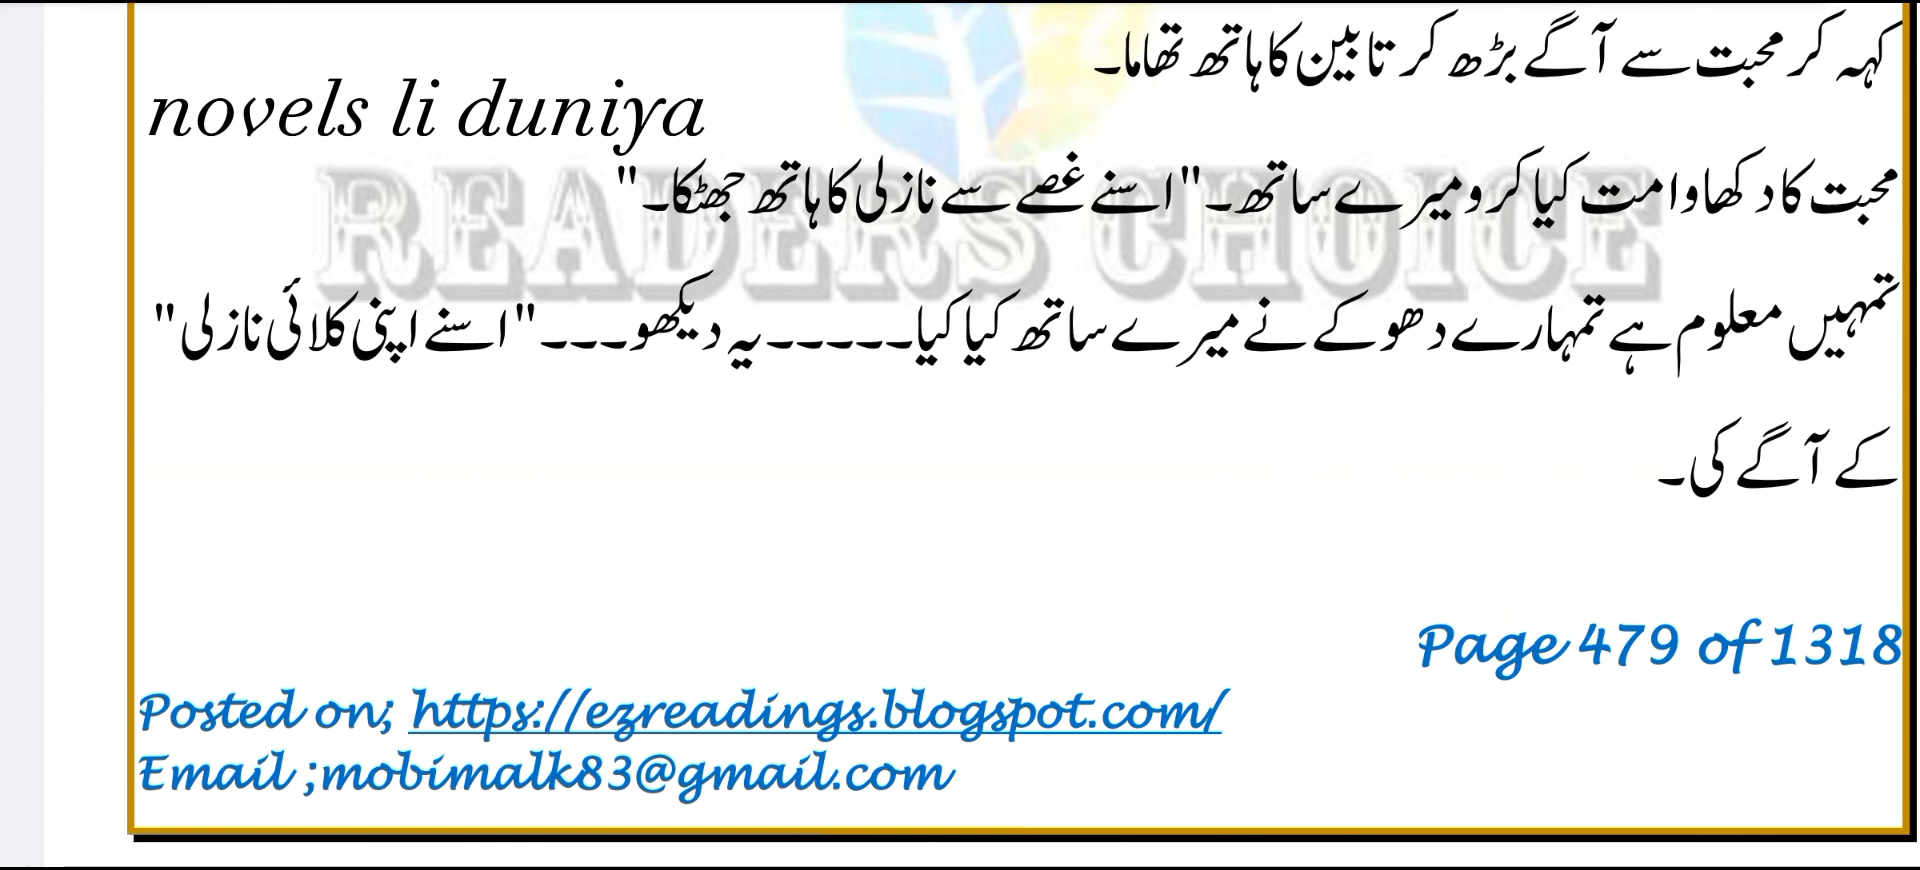 کہہ کر محبت سے آگے بڑھ کر تابین کا ہاتھ تھاما۔
novels li duniya
READERS CHOICE
محبت کا دکھاوا مت کیا کرو میرے ساتھ۔" اسنے غصے سے نازلی کا ہاتھ جھٹکا۔"
تمہیں معلوم ہے تمہارے دھوکے نے میرے ساتھ کیا کیا۔۔۔۔۔ یہ دیکھو۔۔۔" اسنے اپنی کلائی نازلی"
کے آگے کی۔
Page 479 of 1318
Posted on; https://ezreadings.blogspot.com/
Email ;mobimalk83@gmail.com